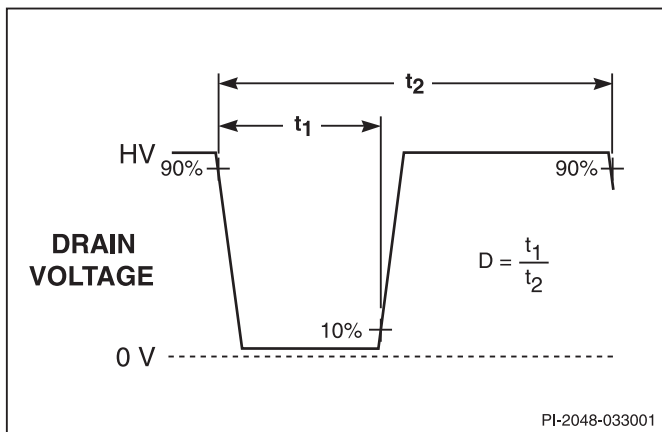 t2
t1
HV
90%
90%
DRAIN
VOLTAGE
D = t1
t2
10%
0 V
PI-2048-033001